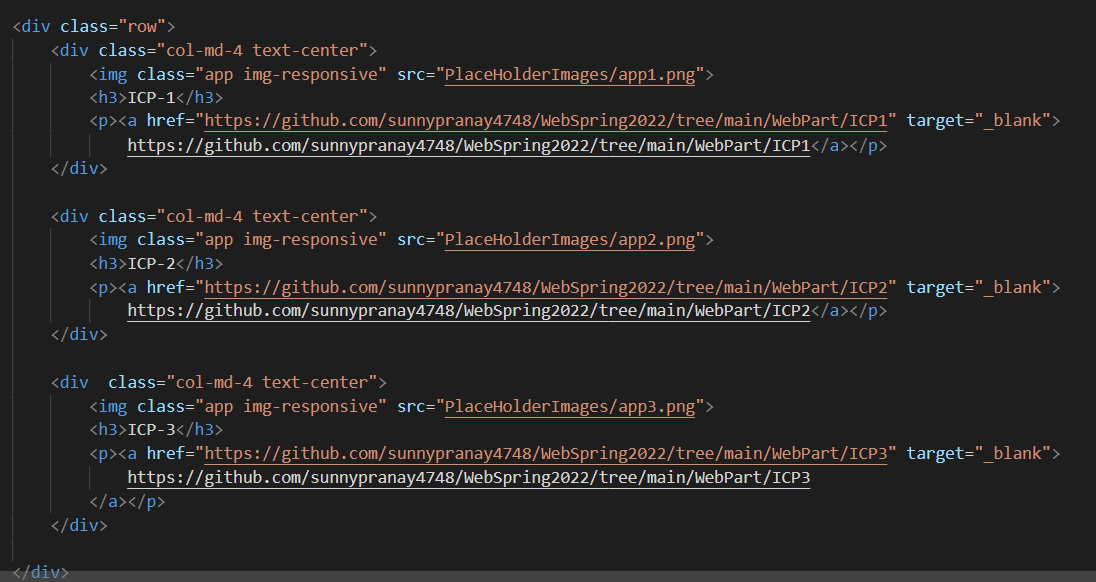 <div class="row">
<div class="col-md-4 text-center">
<img class="app img-responsive" src="PlaceHolderImages/app1.png">
<h3>ICP-1</h3>
<p><a href="https://github.com/sunnypranay4748/WebSpring2022/tree/main/WebPart/ICP1" target="_blank">
https://github.com/sunnypranay4748/WebSpring2022/tree/main/WebPart/ICP1</a></p>
</div>
<div class="col-md-4 text-center">
<img class="app img-responsive" src="PlaceHolderImages/app2.png">
<h3>ICP-2</h3>
<p><a href="https://github.com/sunnypranay4748/WebSpring2022/tree/main/WebPart/ICP2" target="_blank">
https://github.com/sunnypranay4748/WebSpring2022/tree/main/WebPart/ICP2</a></p>
</div>
<div  class="col-md-4 text-center">
<img class="app img-responsive" src="PlaceHolderImages/app3.png">
<h3>ICP-3</h3>
<p><a href="https://github.com/sunnypranay4748/WebSpring2022/tree/main/WebPart/ICP3" target="_blank">
https://github.com/sunnypranay4748/WebSpring2022/tree/main/WebPart/ICP3
</a></p>
</div>
</div>